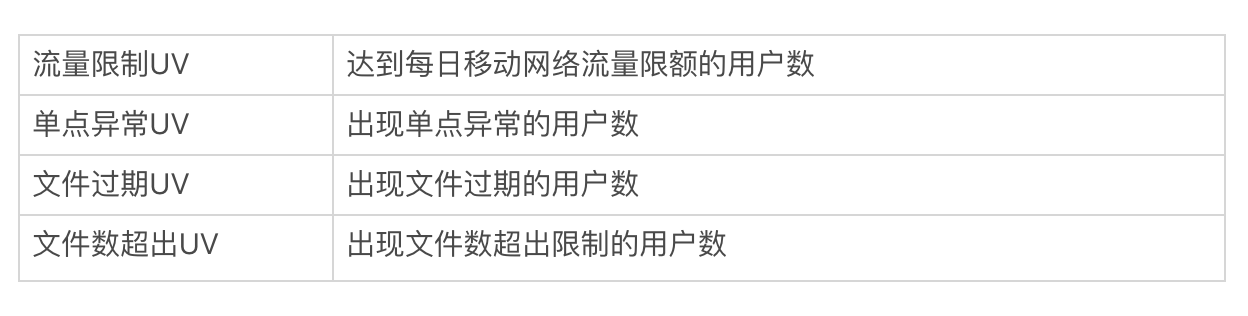 流量限制UV
达到每日移动网络流量限额的用户数
单点异常UV
出现单点异常的用户数
文件过期UV
出现文件过期的用户数
文件数超出UV
出现文件数超出限制的用户数